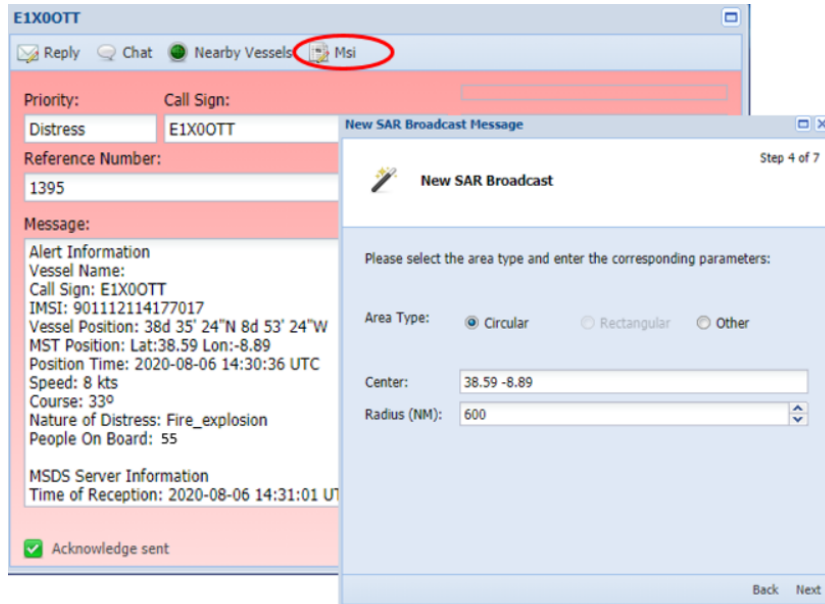 E1X0OTT
Reply Chat Nearby Vessels Msi
Priority: Call Sign:
Distress E1X0OTT
Reference Number:
1395
Message:
Alert Information
Vessel Name:
Call Sign: E1X0OTT
IMSI: 901112114177017
Vessel Position: 38d 35' 24"N 8d 53' 24"W
MST Position: Lat:38.59 Lon:-8.89
Position Time: 2020-08-06 14:30:36 UTC
Speed: 8 kts
Course: 33º
Nature of Distress: Fire_explosion
People On Board: 55
MSDS Server Information
Time of Reception: 2020-08-06 14:31:01 UT
Acknowledge sent
New SAR Broadcast Message
Step 4 of 7
New SAR Broadcast
Please select the area type and enter the corresponding parameters:
Area Type: Circular Rectangular Other
Center: 38.59 -8.89
Radius (NM): 600
Back Next